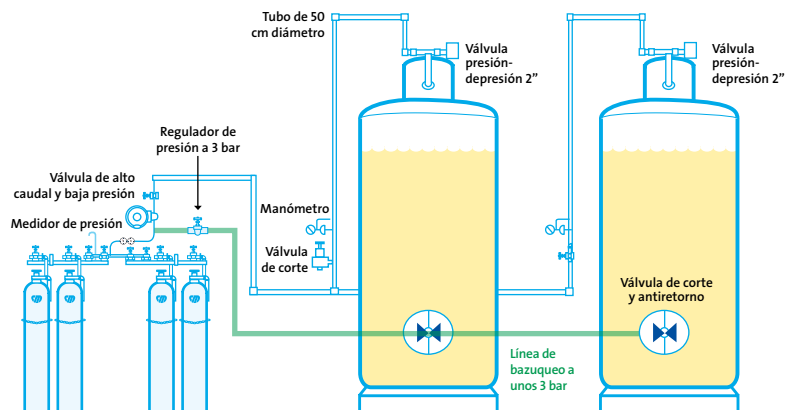 Tubo de 50
cm diámetro
Válvula
presión-
depresión 2”
Válvula
presión-
depresión 2”
Regulador de
presión a 3 bar
Válvula de alto
caudal y baja presión
Medidor de presión
Manómetro
Válvula
de corte
Válvula de corte
y antiretorno
Línea de
bazuqueo a
unos 3 bar